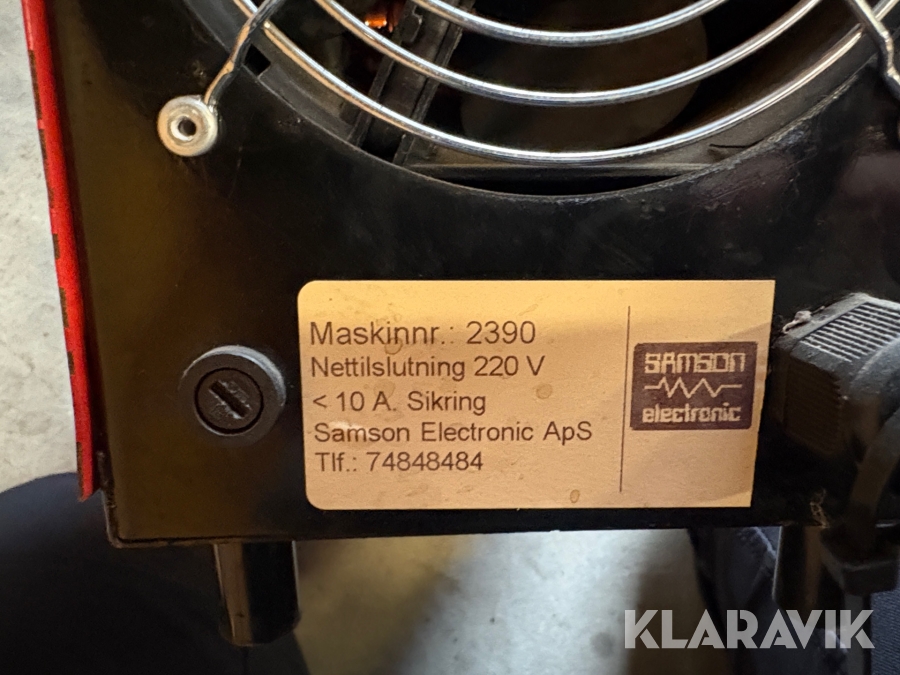 Maskinnr.: 2390
Nettilslutning 220 V
< 10 A. Sikring
Samson Electronic ApS
Tlf.: 74848484
SAMSON
electronic
KLARAVIK